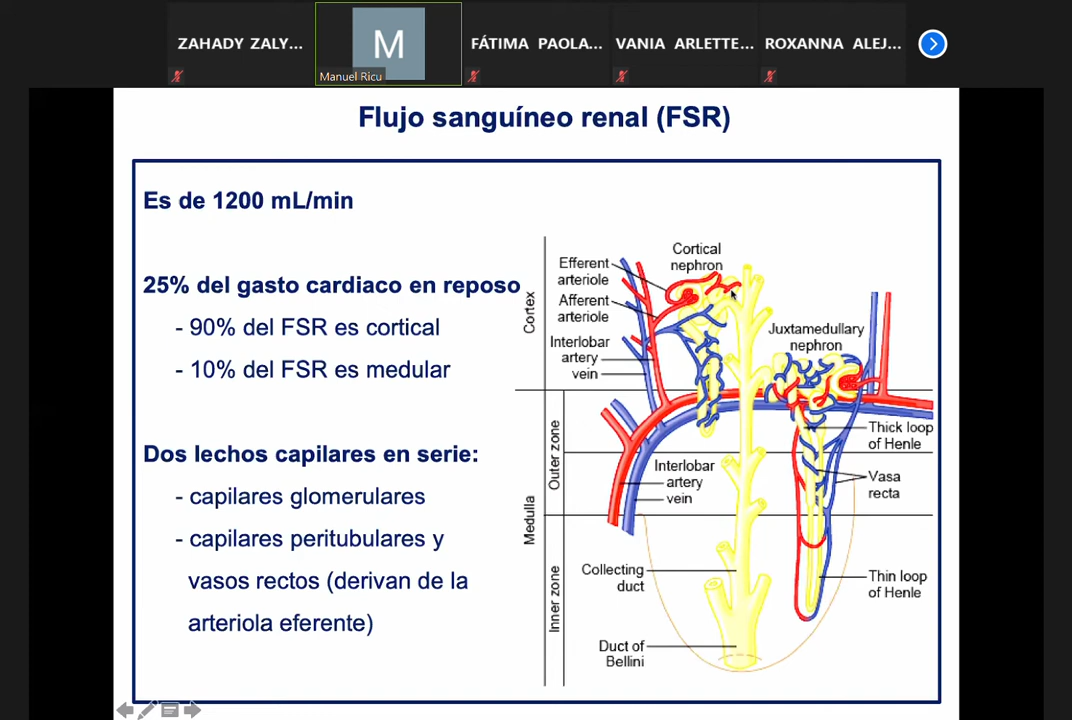 ZAHADY ZALY...
M
Manuel Ricu
FÁTIMA PAOLA...
VANIA ARLETTE...
ROXANNA ALEJ...
Flujo sanguíneo renal (FSR)
Es de 1200 mL/min
25% del gasto cardiaco en reposo
- 90% del FSR es cortical
- 10% del FSR es medular
Dos lechos capilares en serie:
- capilares glomerulares
- capilares peritubulares y
vasos rectos (derivan de la
arteriola eferente)
Cortical
nephron
Efferent
arteriole
Afferent
arteriole
Interlobar
artery
vein
Cortex
Juxtamedullary
nephron
Outer zone
Medulla
Inner zone
Interlobar
artery
vein
Thick loop
of Henle
Vasa
recta
Collecting
duct
Thin loop
of Henle
Duct of
Bellini